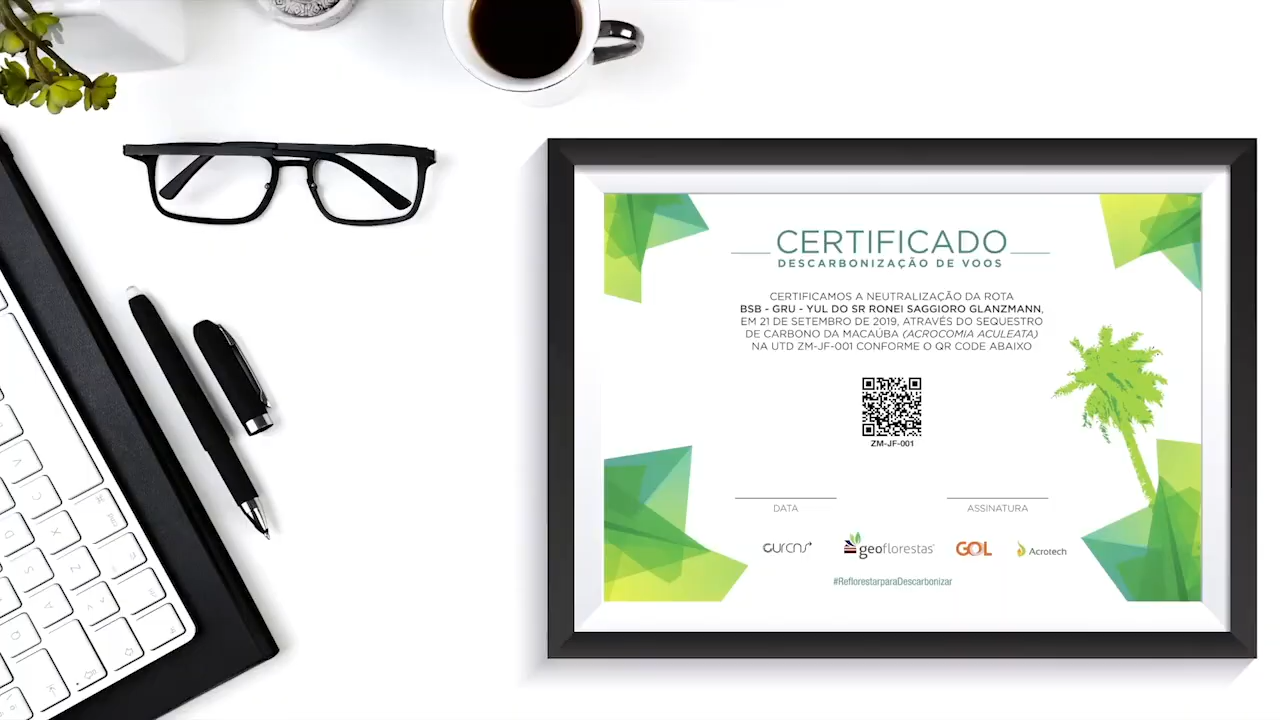 CERTIFICADO
DESCARBONIZAÇÃO DE VOOS
CERTIFICAMOS A NEUTRALIZAÇÃO DA ROTA
BSB - GRU - YUL DO SR RONEI SAGGIORO GLANZMANN,
EM 21 DE SETEMBRO DE 2019, ATRAVÉS DO SEQUESTRO
DE CARBONO DA MACAÚBA (ACROCOMIA ACULEATA)
NA UTD ZM-JF-001 CONFORME O QR CODE ABAIXO
ZM-JF-001
DATA
ASSINATURA
geoflorestas
GOL
Acrotech
#ReflorestarparaDescarbonizar